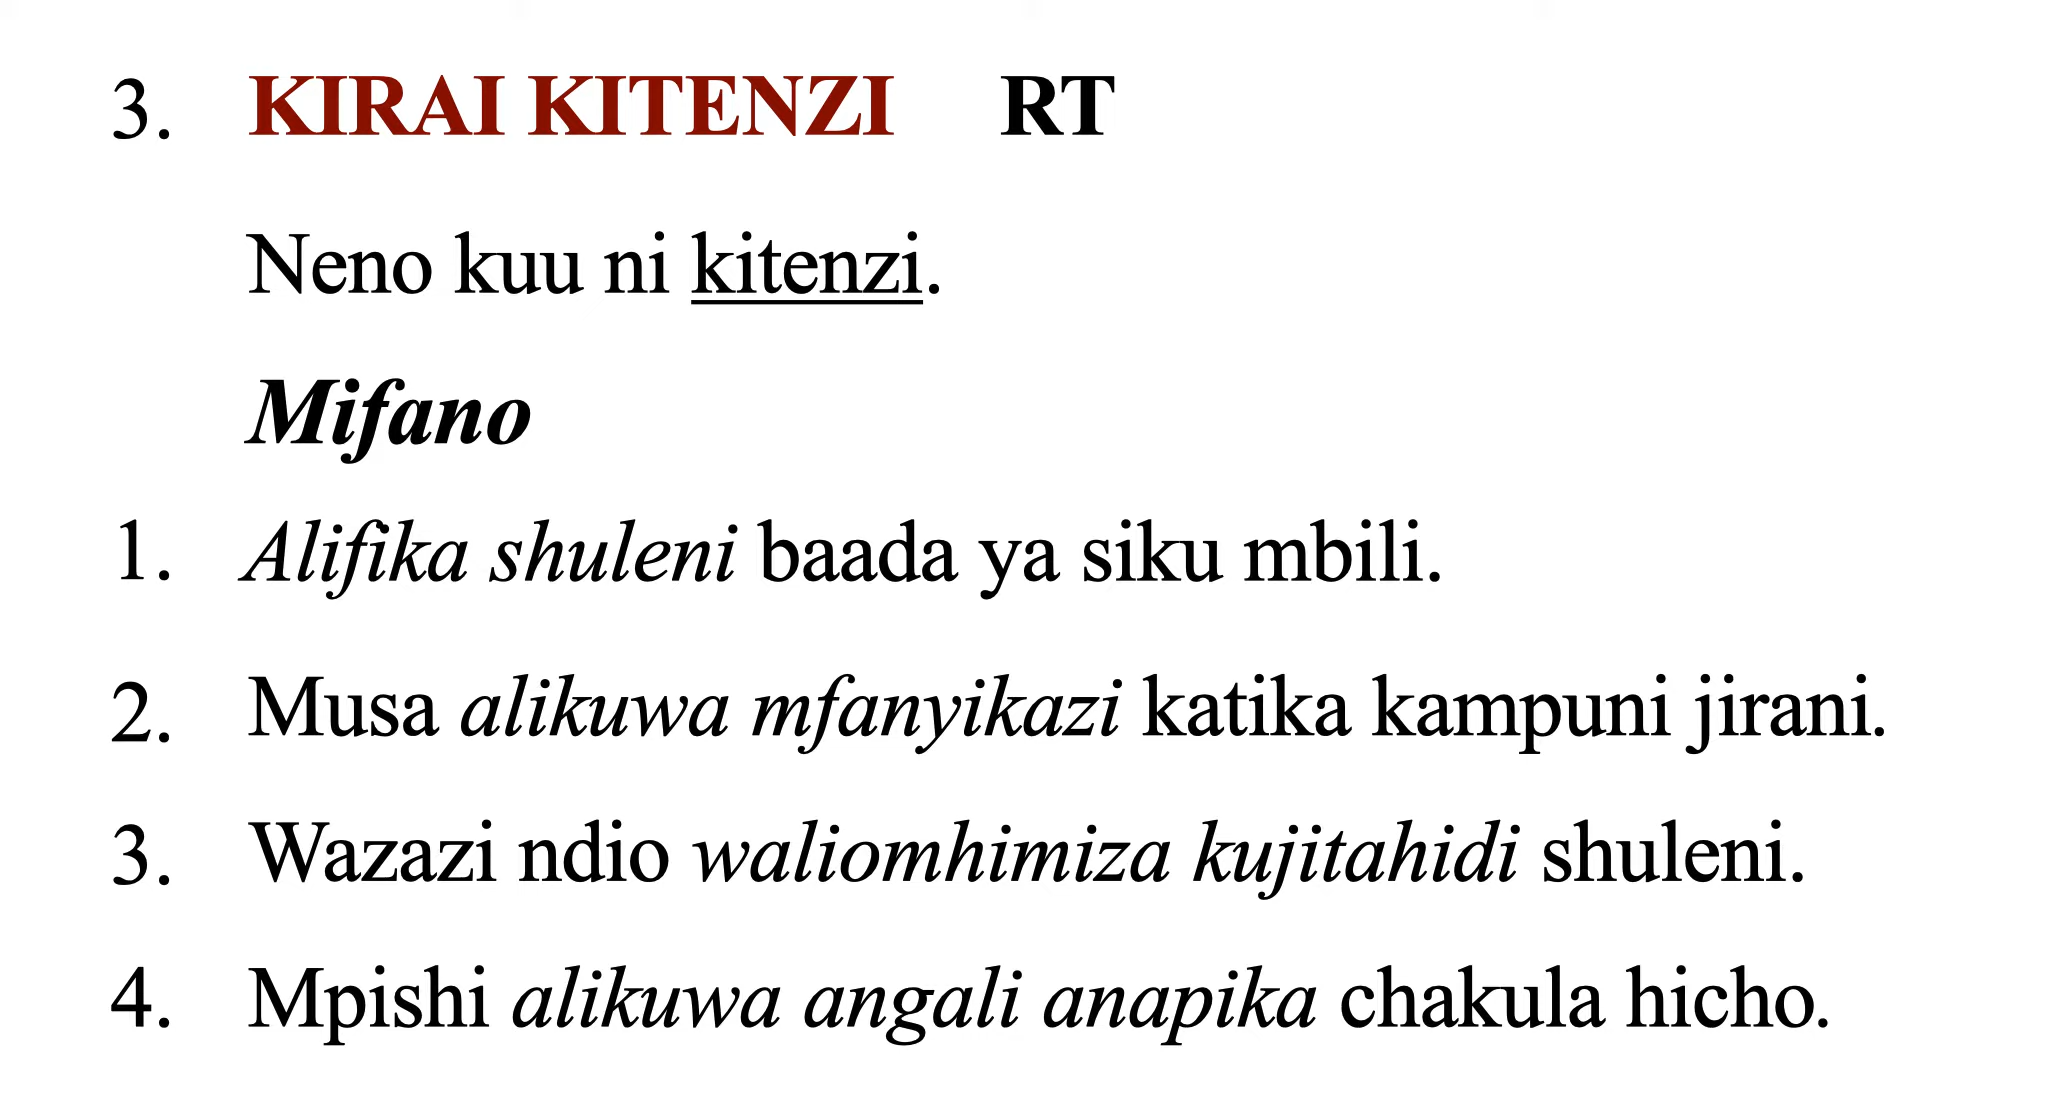 3. KIRAI KITENZI RT
Neno kuu ni kitenzi.
Mifano
1. Alifika shuleni baada ya siku mbili.
2. Musa alikuwa mfanyikazi katika kampuni jirani.
3. Wazazi ndio waliomhimiza kujitahidi shuleni.
4. Mpishi alikuwa angali anapika chakula hicho.